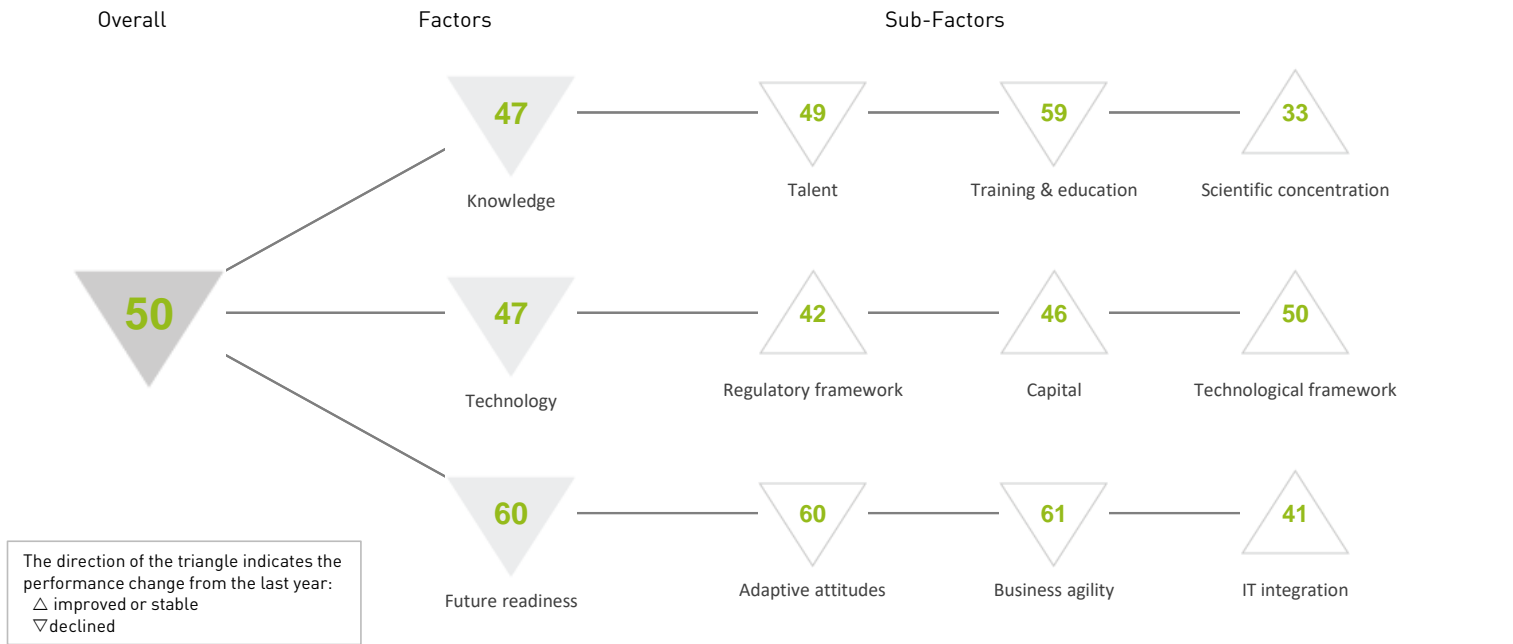 Overall Factors Sub-Factors
47 49 59 33
Knowledge Talent Training & education Scientific concentration
50 47 42 46 50
Technology Regulatory framework Capital Technological framework
60 60 61 41
Future readiness Adaptive attitudes Business agility IT integration
The direction of the triangle indicates the
performance change from the last year:
△ improved or stable
▽declined